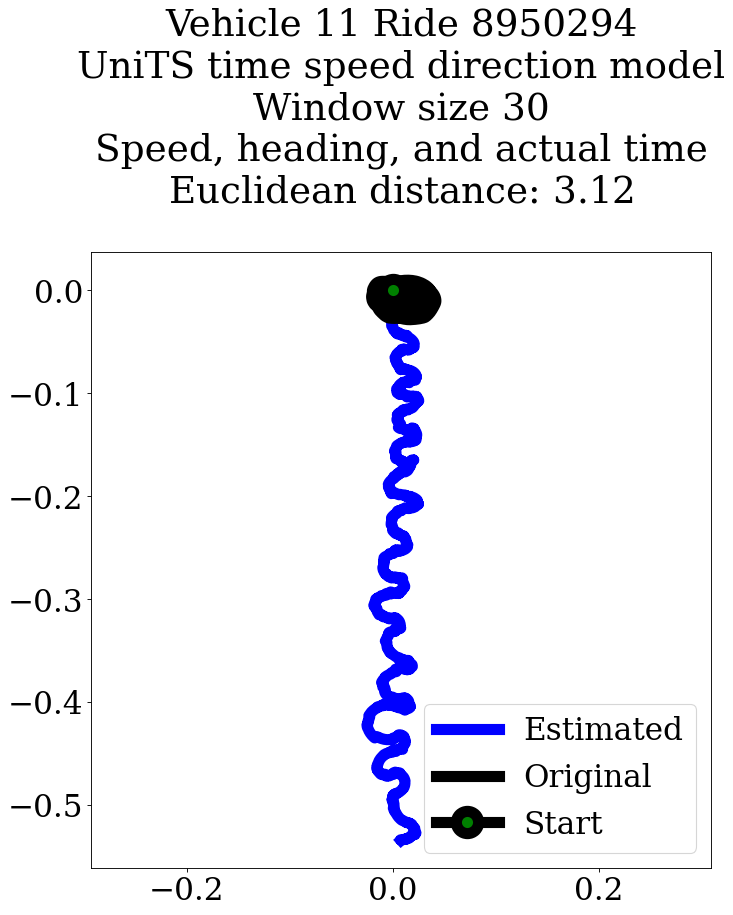 Vehicle 11 Ride 8950294
UniTS time speed direction model
Window size 30
Speed, heading, and actual time
Euclidean distance: 3.12
0.0
−0.1
−0.2
−0.3
−0.4
−0.5
Estimated
Original
Start
−0.2 0.0 0.2